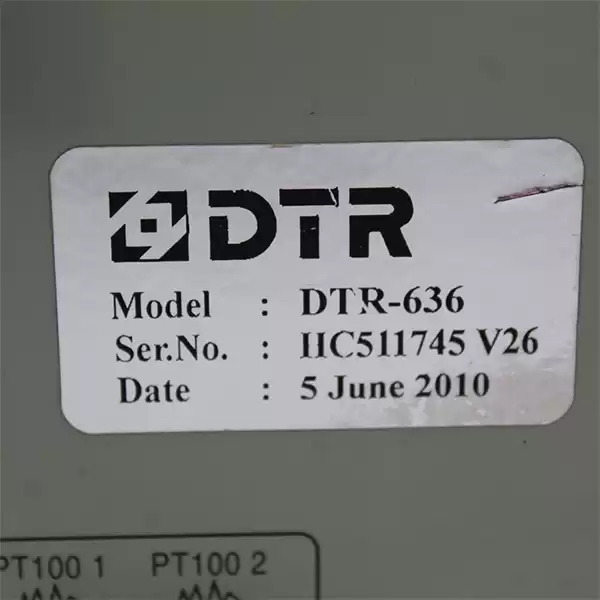 DTR
Model : DTR-636
Ser.No. : IIC511745 V26
Date : 5 June 2010
PT100 1 PT100 2